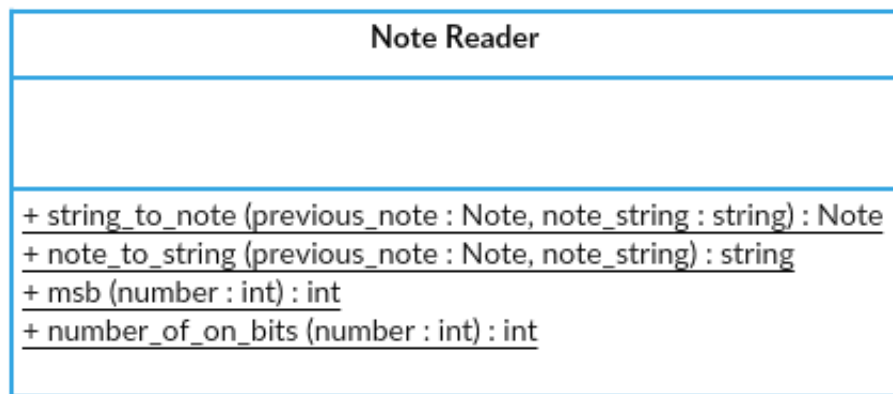 Note Reader
+ string_to_note (previous_note : Note, note_string : string) : Note
+ note_to_string (previous_note : Note, note_string) : string
+ msb (number : int) : int
+ number_of_on_bits (number : int) : int